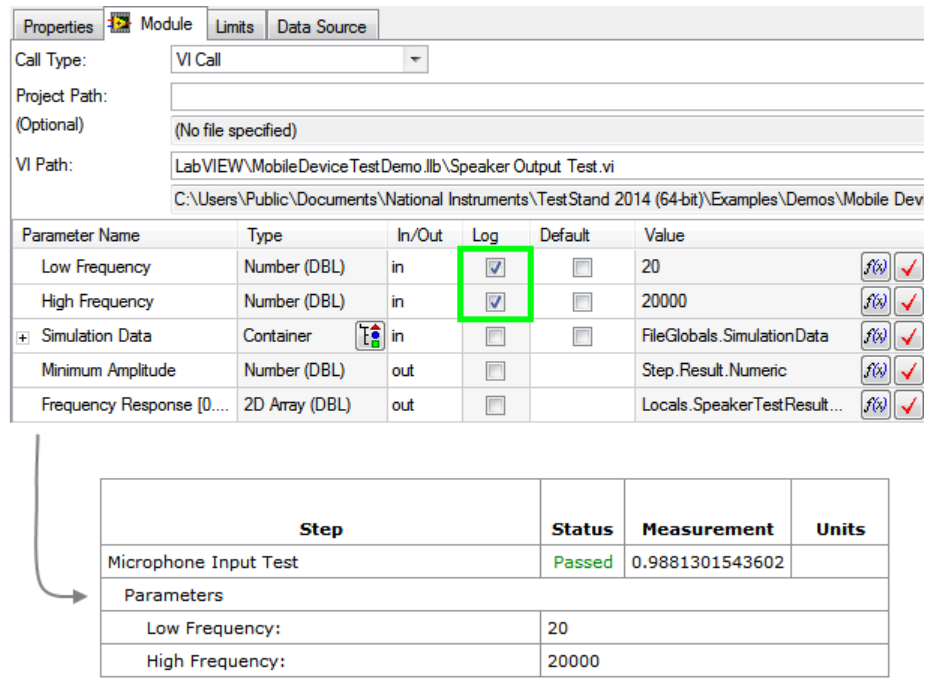 Properties Module Limits Data Source
Call Type: VI Call
Project Path:
(Optional) (No file specified)
VI Path: LabVIEW\MobileDeviceTestDemo.llb\Speaker Output Test.vi
C:\Users\Public\Documents\National Instruments\TestStand 2014 (64-bit)\Examples\Demos\Mobile Devi
Parameter Name Type In/Out Log Default Value
Low Frequency Number (DBL) in 20 f(x)
High Frequency Number (DBL) in 20000 f(x)
Simulation Data Container in FileGlobals.SimulationData f(x)
Minimum Amplitude Number (DBL) out Step.Result.Numeric f(x)
Frequency Response [0.... 2D Array (DBL) out Locals.SpeakerTestResult... f(x)
Step Status Measurement Units
Microphone Input Test Passed 0.9881301543602
Parameters
Low Frequency: 20
High Frequency: 20000